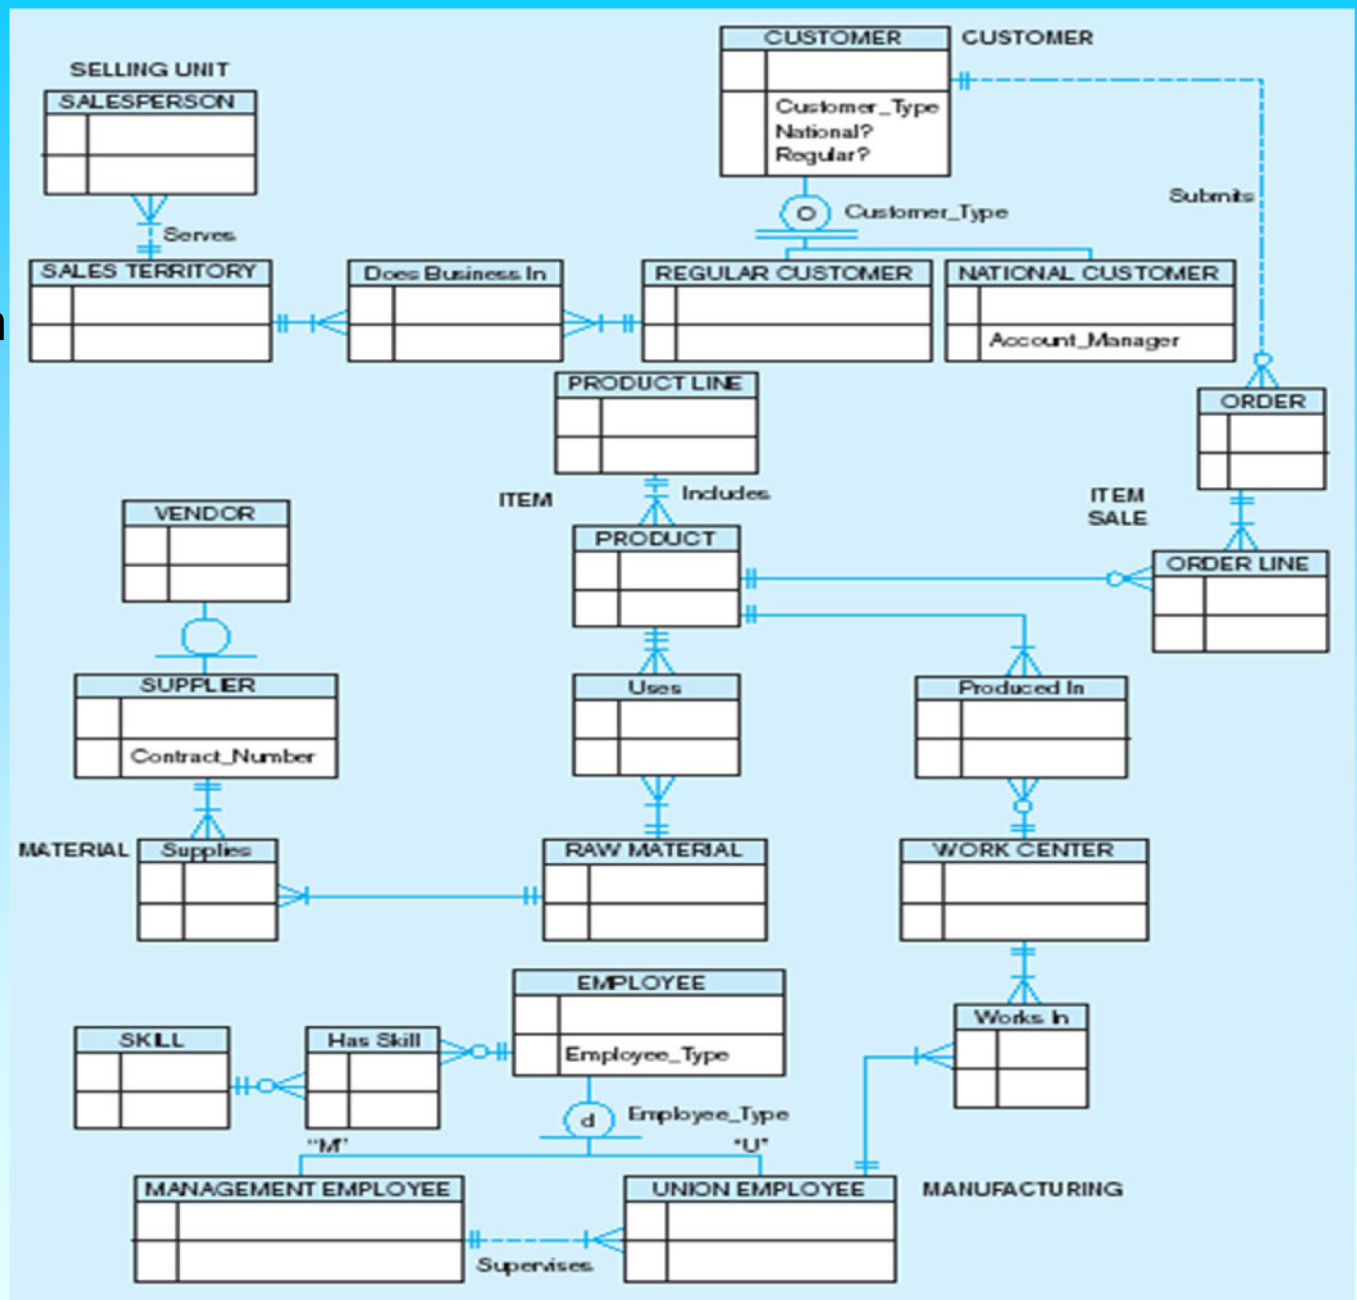 CUSTOMER
CUSTOMER
Customer_Type
National?
Regular?
SELLING UNIT
SALESPERSON
Serves
Customer_Type
O
Submits
SALES TERRITORY
Does Business In
REGULAR CUSTOMER
NATIONAL CUSTOMER
Account_Manager
PRODUCT LINE
ORDER
Includes
ITEM
ITEM
SALE
VENDOR
PRODUCT
ORDER LINE
SUPPLIER
Contract_Number
Uses
Produced In
MATERIAL
Supplies
RAW MATERIAL
WORK CENTER
EMPLOYEE
Employee_Type
SKILL
Has Skill
Works In
d
Employee_Type
"M"
"U"
MANAGEMENT EMPLOYEE
UNION EMPLOYEE
MANUFACTURING
Supervises